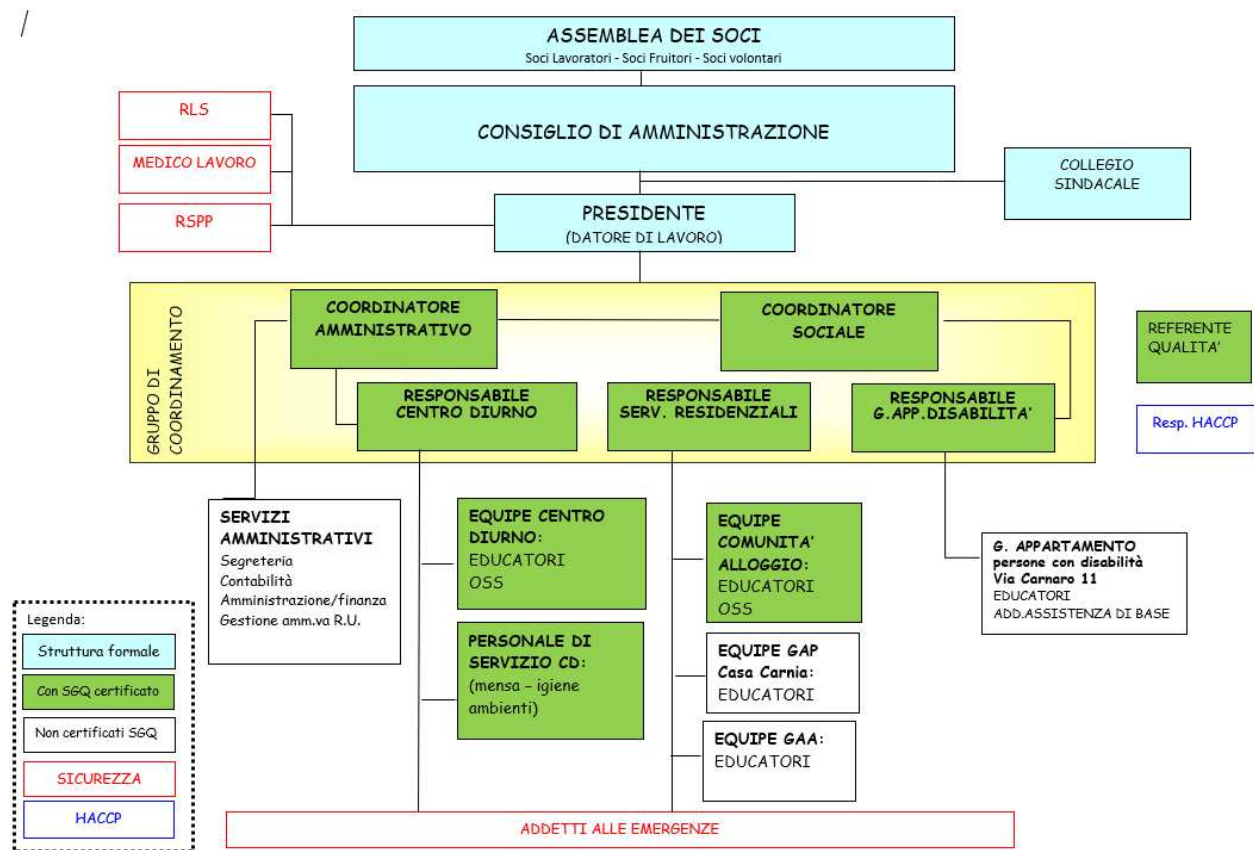 /
ASSEMBLEA DEI SOCI
Soci Lavoratori - Soci Fruitori - Soci volontari
RLS
MEDICO LAVORO
RSPP
CONSIGLIO DI AMMINISTRAZIONE
COLLEGIO
SINDACALE
PRESIDENTE
(DATORE DI LAVORO)
GRUPPO DI
COORDINAMENTO
COORDINATORE
AMMINISTRATIVO
COORDINATORE
SOCIALE
RESPONSABILE
CENTRO DIURNO
RESPONSABILE
SERV. RESIDENZIALI
RESPONSABILE
G.APP.DISABILITA'
REFERENTE
QUALITA'
Resp. HACCP
SERVIZI
AMMINISTRATIVI
Segreteria
Contabilità
Amministrazione/finanza
Gestione amm.va R.U.
EQUIPE CENTRO
DIURNO:
EDUCATORI
OSS
PERSONALE DI
SERVIZIO CD:
(mensa – igiene
ambienti)
EQUIPE
COMUNITA'
ALLOGGIO:
EDUCATORI
OSS
EQUIPE GAP
Casa Carnia:
EDUCATORI
EQUIPE GAA:
EDUCATORI
G. APPARTAMENTO
persone con disabilità
Via Carnaro 11
EDUCATORI
ADD.ASSISTENZA DI BASE
Legenda:
Struttura formale
Con SGQ certificato
Non certificati SGQ
SICUREZZA
HACCP
ADDETTI ALLE EMERGENZE